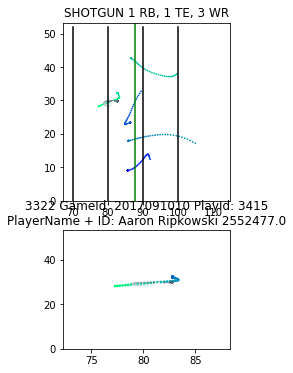 SHOTGUN 1 RB, 1 TE, 3 WR
50
40
30
20
10
0
70 80 90 100 110
3322 GameId: 2017091010 PlayId: 3415
PlayerName + ID: Aaron Ripkowski 2552477.0
40
20
0
75 80 85